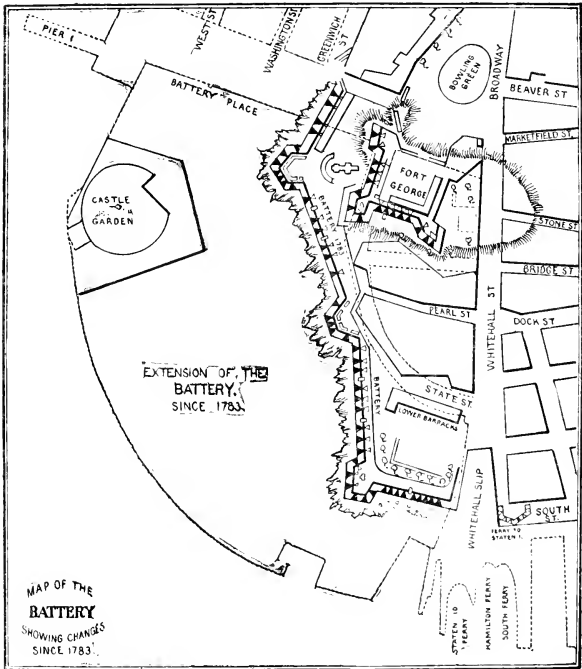 PIER 1
WEST ST
WASHINGTON ST
GREENWICH
ST
BOWLING
GREEN
BROADWAY
BEAVER ST
BATTERY PLACE
MARKETFIELD ST.
CASTLE
GARDEN
FORT
GEORGE
BATTERY 1783
STONE ST
BRIDGE ST
PEARL ST
WHITEHALL ST
DOCK ST
EXTENSION OF THE
BATTERY.
SINCE 1783.
STATE ST.
BATTERY
LOWER BARRACKS
WHITEHALL SLIP
SOUTH
ST.
FERRY TO
STATEN I.
MAP OF THE
BATTERY
SHOWING CHANGES
SINCE 1783.
STATEN ID
FERRY
HAMILTON FERRY
SOUTH FERRY